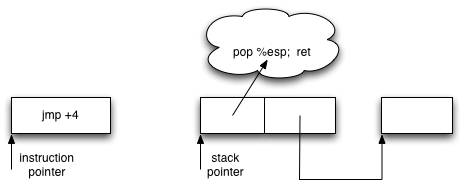 pop %esp; ret
jmp +4
instruction
pointer
stack
pointer